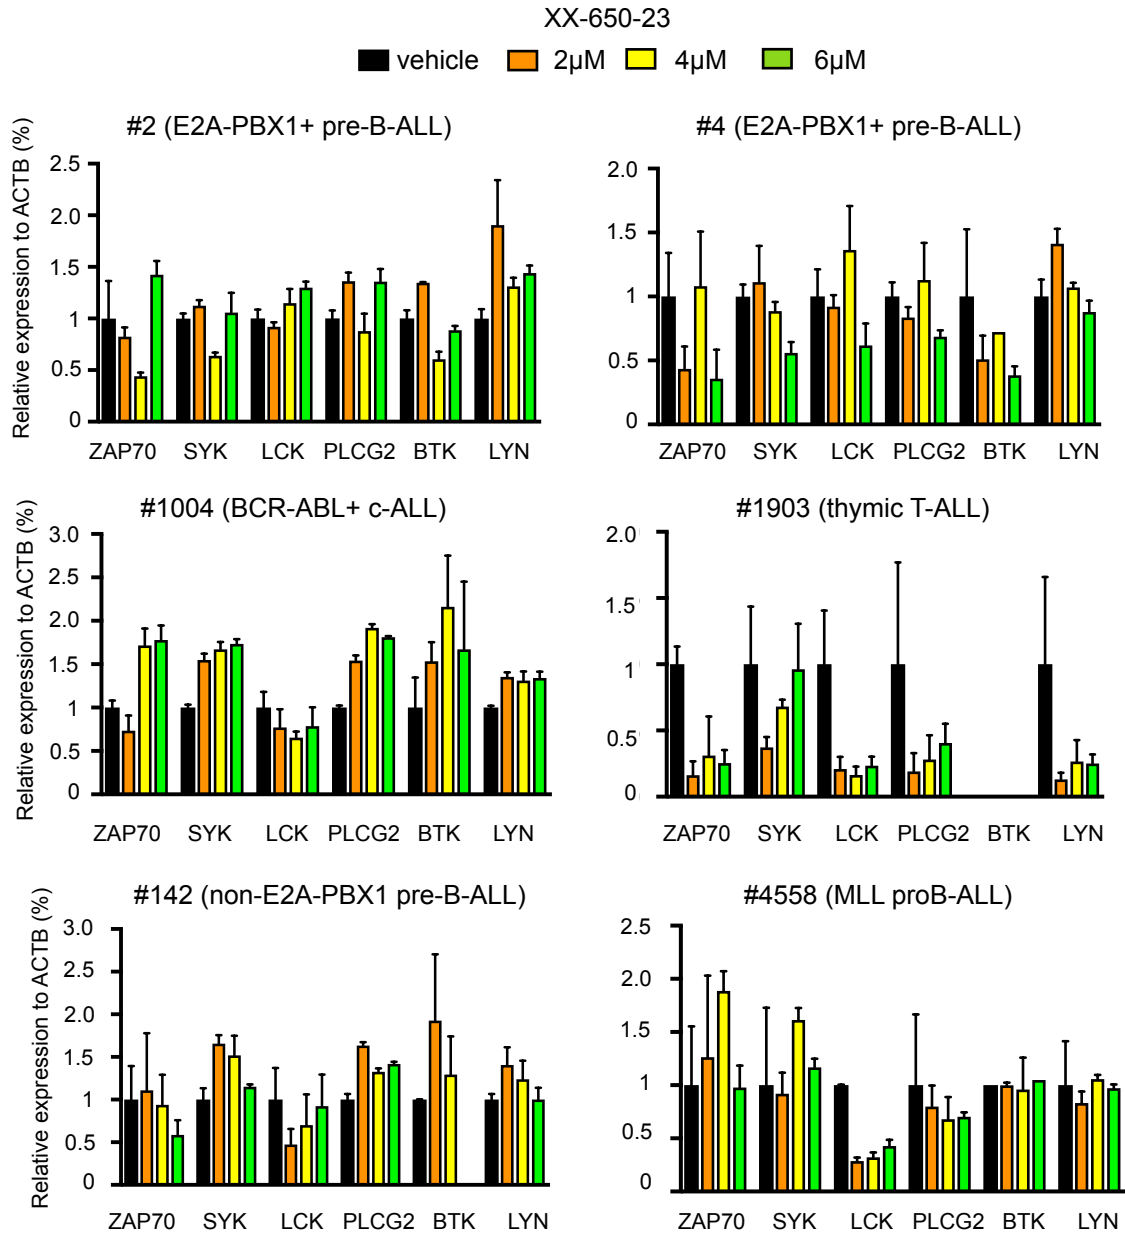 XX-650-23
vehicle 2µM 4µM 6µM
#2 (E2A-PBX1+ pre-B-ALL)
Relative expression to ACTB (%)
2.5
2.0
1.5
1
0.5
0
ZAP70 SYK LCK PLCG2 BTK LYN
#4 (E2A-PBX1+ pre-B-ALL)
2.0
1.5
1
0.5
0
ZAP70 SYK LCK PLCG2 BTK LYN
#1004 (BCR-ABL+ c-ALL)
Relative expression to ACTB (%)
3.0
2.5
2.0
1.5
1.0
0.5
0
ZAP70 SYK LCK PLCG2 BTK LYN
#1903 (thymic T-ALL)
2.0
1.5
1
0.5
0
ZAP70 SYK LCK PLCG2 BTK LYN
#142 (non-E2A-PBX1 pre-B-ALL)
Relative expression to ACTB (%)
3.0
2.5
2.0
1.5
1.0
0.5
0
ZAP70 SYK LCK PLCG2 BTK LYN
#4558 (MLL proB-ALL)
2.5
2.0
1.5
1.0
0.5
0
ZAP70 SYK LCK PLCG2 BTK LYN